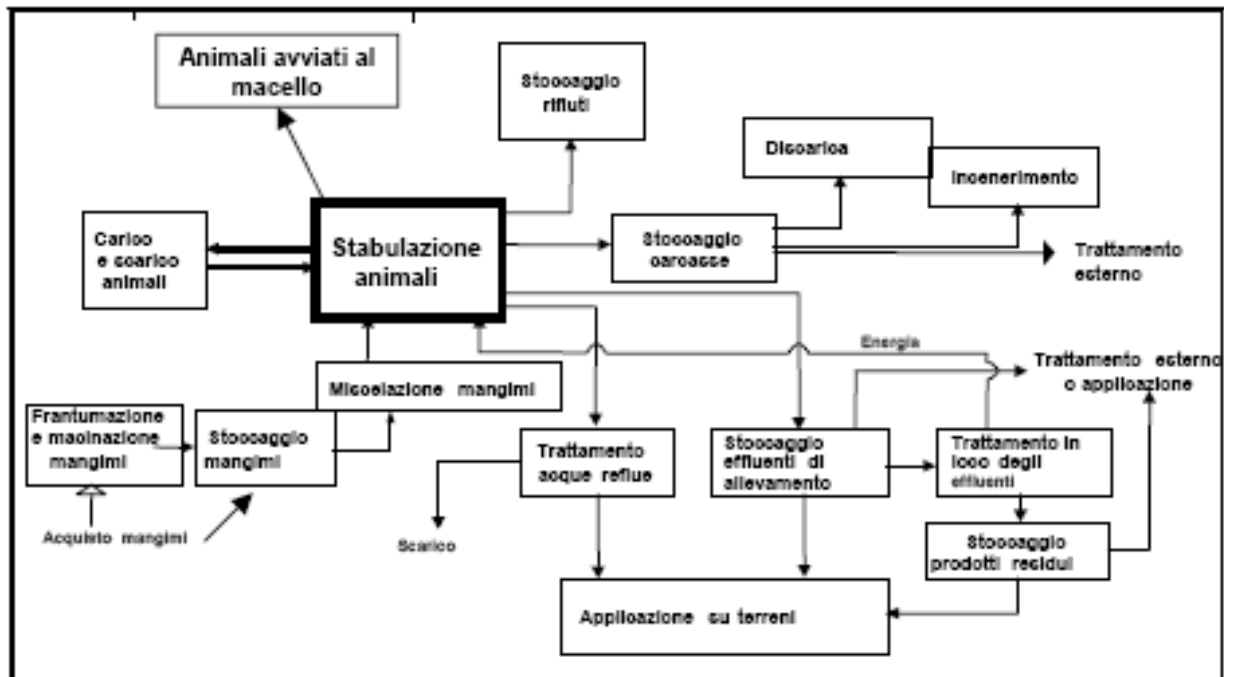 Animali avviati al
macello
Stoccaggio
rifiuti
Discarica
Incenerimento
Carico
e scarico
animali
Stabulazione
animali
Stoccaggio
carcasse
Trattamento
esterno
Energia
Trattamento esterno
o applicazione
Miscelazione mangimi
Frantumazione
e macinazione
mangimi
Stoccaggio
mangimi
Trattamento
acque reflue
Stoccaggio
effluenti di
allevamento
Trattamento in
loco degli
effluenti
Acquisto mangimi
Scarico
Stoccaggio
prodotti residui
Applicazione su terreni